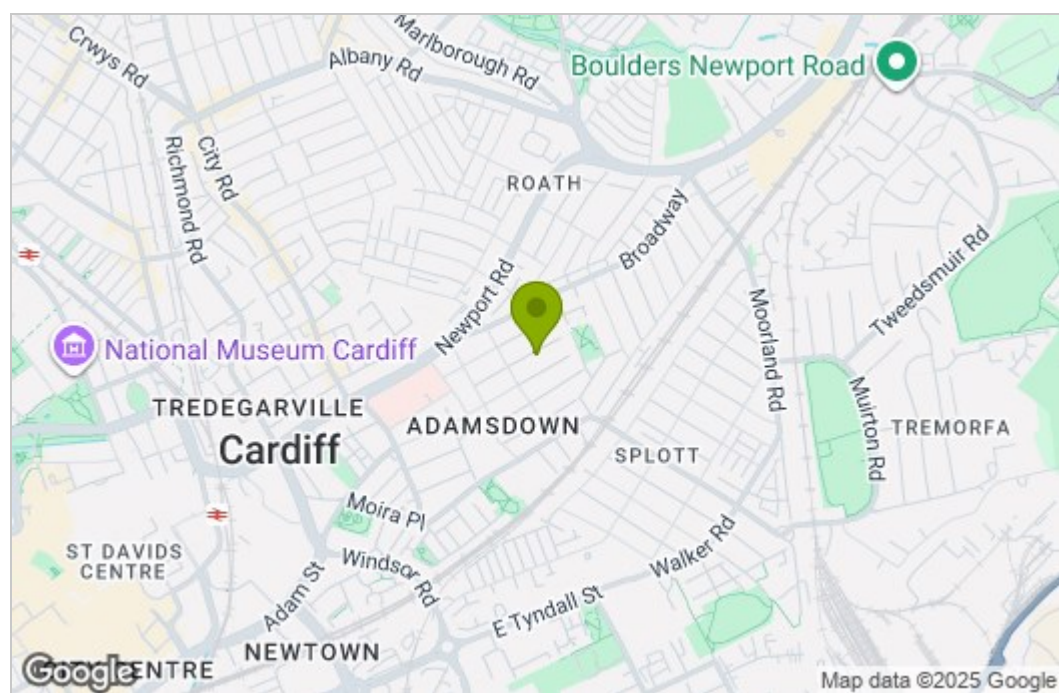 Crwys Rd
Marlborough Rd
Albany Rd
Boulders Newport Road
Richmond Rd
City Rd
ROATH
Broadway
Newport Rd
Tweedsmuir Rd
Moorland Rd
National Museum Cardiff
TREDEGARVILLE
Cardiff
ADAMSDOWN
SPLOTT
Muirton Rd
TREMORFA
Moira Pl
ST DAVIDS
CENTRE
Windsor Rd
Walker Rd
Adam St
E Tyndall St
NEWTOWN
CENTRE
Google
Map data ©2025 Google